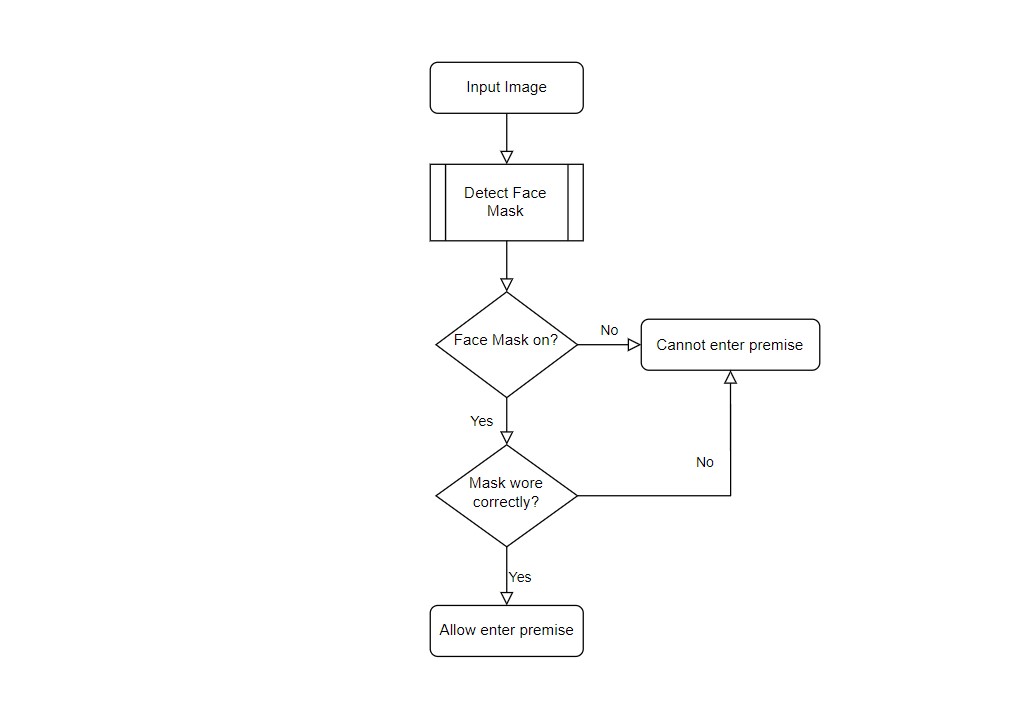 Input Image
Detect Face
Mask
Face Mask on?
No
Cannot enter premise
Yes
Mask wore
correctly?
No
Yes
Allow enter premise